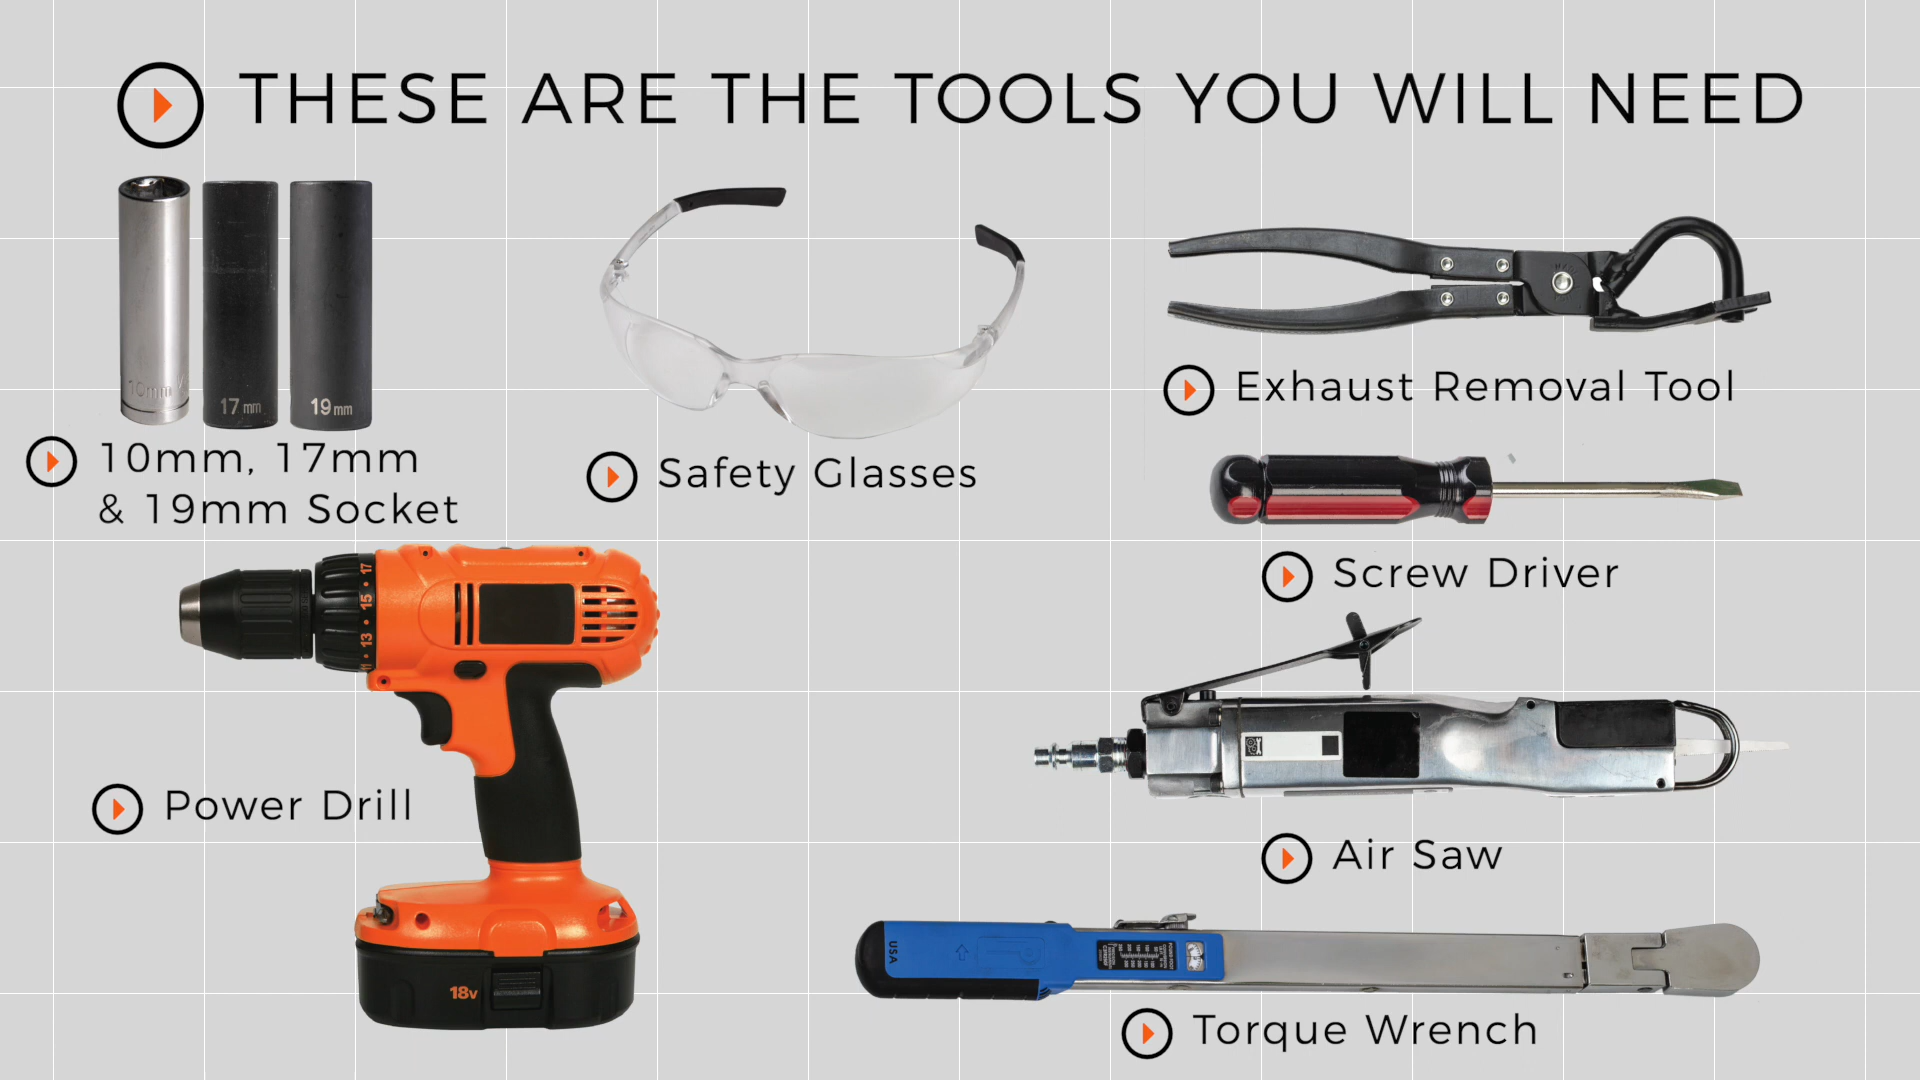 THESE ARE THE TOOLS YOU WILL NEED
10mm
17mm
19mm
10mm, 17mm
& 19mm Socket
Safety Glasses
Exhaust Removal Tool
Screw Driver
11 • 13 • 15 • 17
Power Drill
18v
Air Saw
USA
Torque Wrench